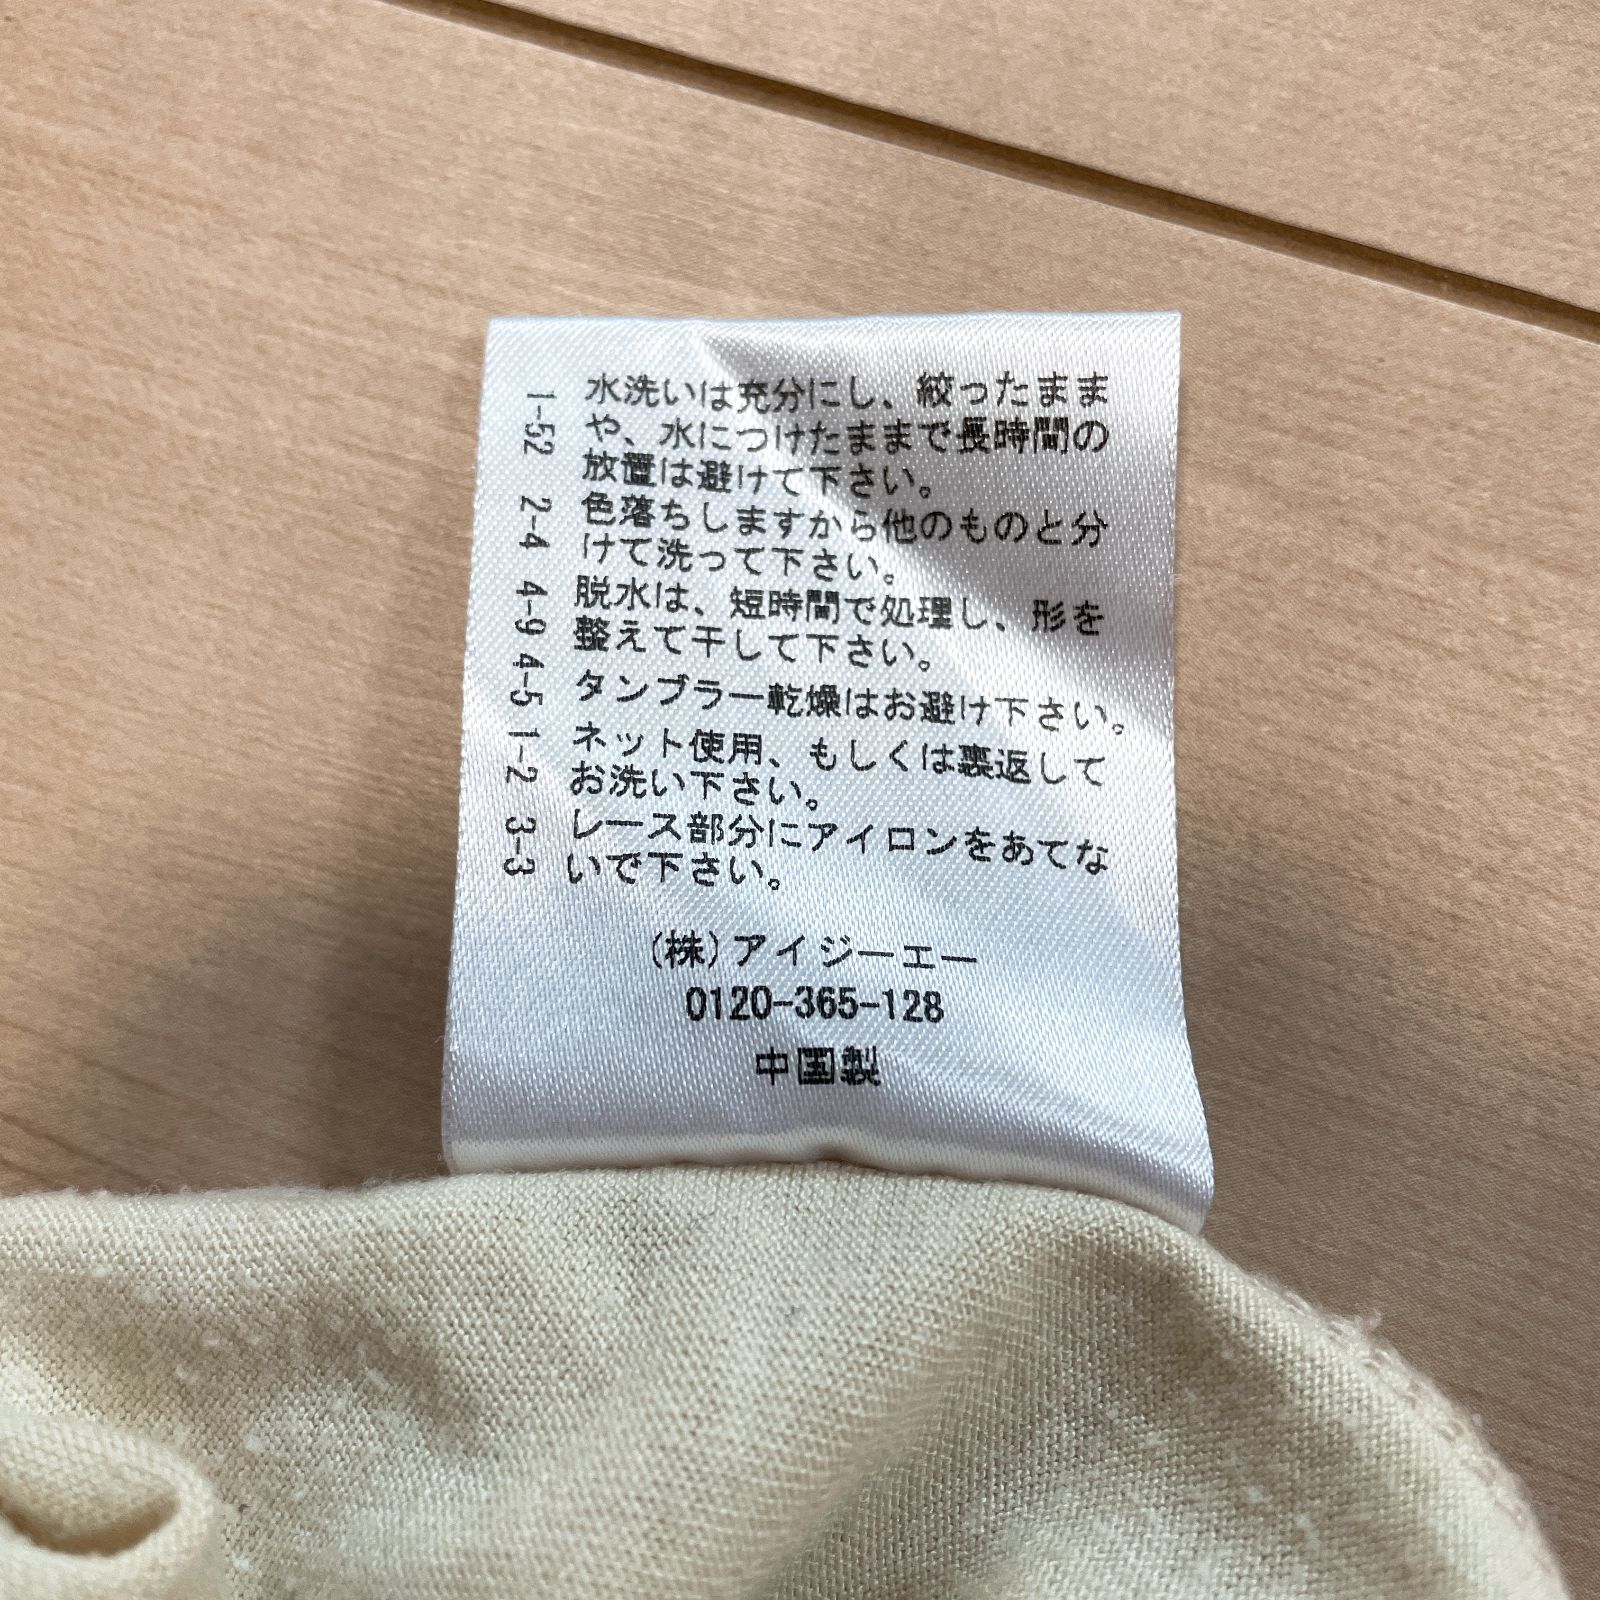 水洗いは充分にし、絞ったまま
や、水につけたままで長時間の
放置は避けて下さい。
色落ちしますから他のものと分
けて洗って下さい。
脱水は、短時間で処理し、形を
整えて干して下さい。
タンブラー乾燥はお避け下さい。
ネット使用、もしくは裏返して
お洗い下さい。
レース部分にアイロンをあてな
いで下さい。
1-52 2-4 4-9 4-5 1-2 3-3
(株)アイジーエー
0120-365-128
中国製